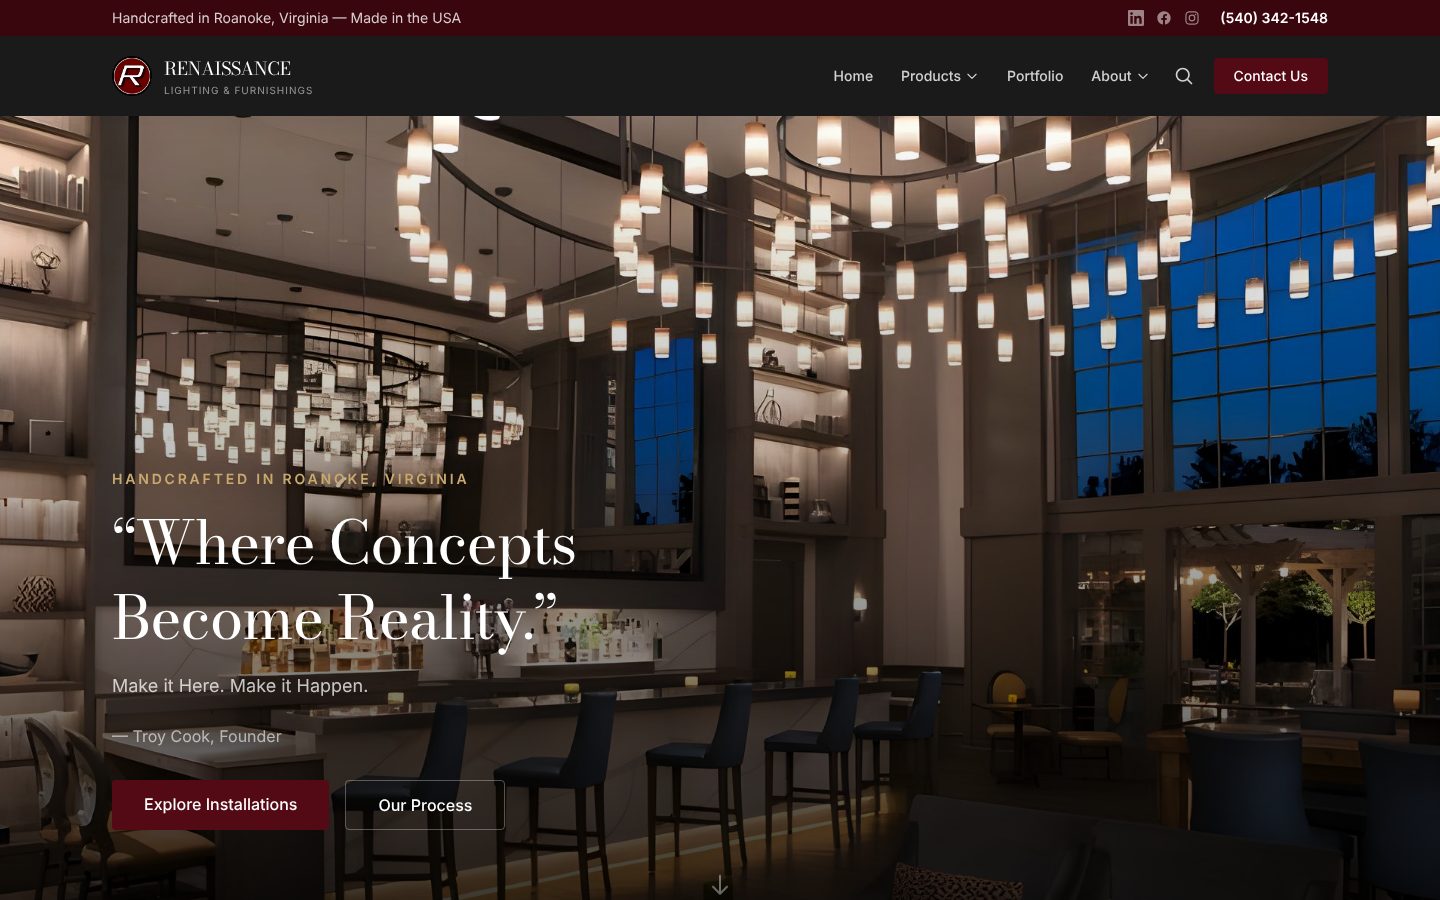 Handcrafted in Roanoke, Virginia — Made in the USA
(540) 342-1548
R
RENAISSANCE
LIGHTING & FURNISHINGS
Home
Products
Portfolio
About
Contact Us
HANDCRAFTED IN ROANOKE, VIRGINIA
“Where Concepts
Become Reality.”
Make it Here. Make it Happen.
— Troy Cook, Founder
Explore Installations
Our Process